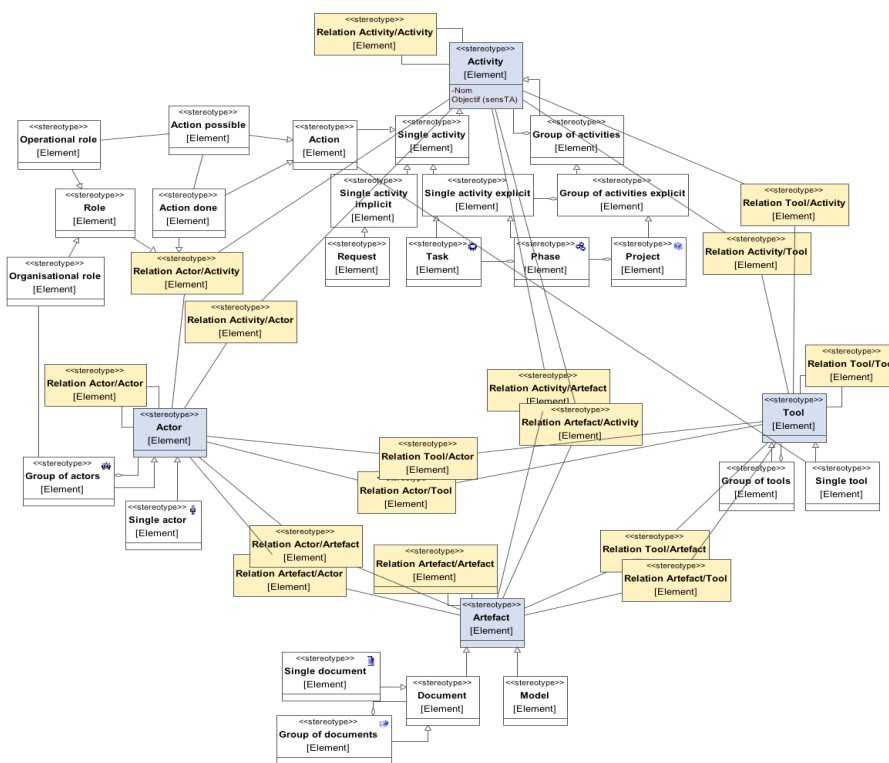 <<stereotype>>
Relation Activity/Activity
[Element]
<<stereotype>>
Activity
[Element]
-Nom
Objectif (sensTA)
<<stereotype>>
Operational role
[Element]
<<stereotype>>
Action possible
[Element]
<<stereotype>>
Action
[Element]
<<stereotype>>
Single activity
[Element]
<<stereotype>>
Group of activities
[Element]
<<stereotype>>
Role
[Element]
<<stereotype>>
Action done
[Element]
<<stereotype>>
Single activity
implicit
[Element]
<<stereotype>>
Single activity explicit
[Element]
<<stereotype>>
Group of activities explicit
[Element]
<<stereotype>>
Relation Tool/Activity
[Element]
<<stereotype>>
Organisational role
[Element]
<<stereotype>>
Relation Actor/Activity
[Element]
<<stereotype>>
Request
[Element]
<<stereotype>>
Task
[Element]
<<stereotype>>
Phase
[Element]
<<stereotype>>
Project
[Element]
<<stereotype>>
Relation Activity/Tool
[Element]
<<stereotype>>
Relation Activity/Actor
[Element]
<<stereotype>>
Relation Actor/Actor
[Element]
<<stereotype>>
Relation Activity/Artefact
[Element]
<<stereotype>>
Relation Artefact/Activity
[Element]
<<stereotype>>
[Element]
<<stereotype>>
Actor
[Element]
<<stereotype>>
Tool
[Element]
<<stereotype>>
Relation Tool/Actor
[Element]
Relation Actor/Tool
[Element]
<<stereotype>>
Group of actors
[Element]
<<stereotype>>
Single actor
[Element]
<<stereotype>>
Group of tools
[Element]
<<stereotype>>
Single tool
[Element]
<<stereotype>>
Relation Actor/Artefact
[Element]
Relation Artefact/Actor
[Element]
<<stereotype>>
Relation Artefact/Artefact
[Element]
<<stereotype>>
Relation Tool/Artefact
<<stereotype>>
Relation Artefact/Tool
[Element]
<<stereotype>>
Artefact
[Element]
<<stereotype>>
Single document
[Element]
<<stereotype>>
Document
[Element]
<<stereotype>>
Model
[Element]
<<stereotype>>
Group of documents
[Element]